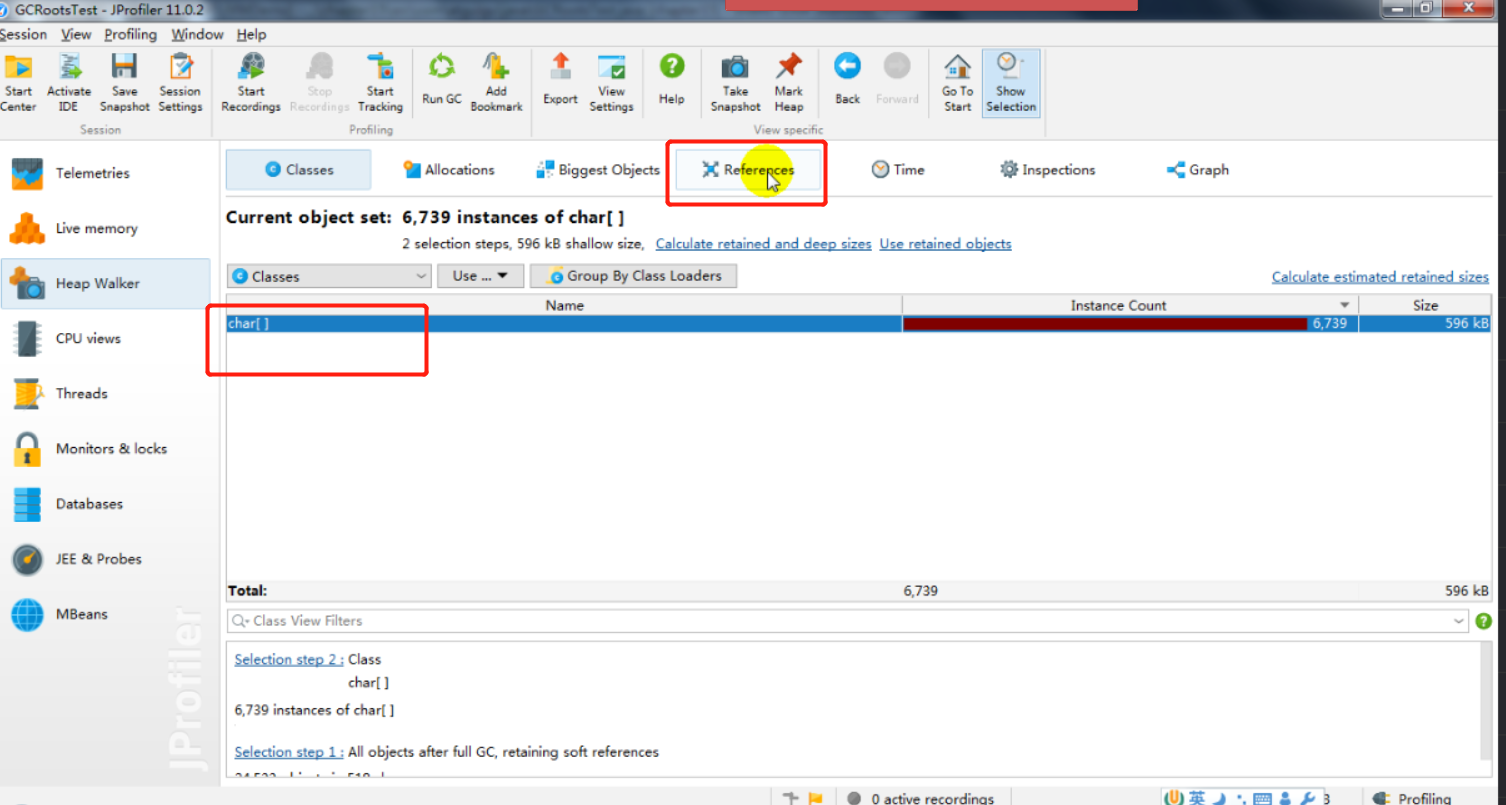 GCRootsTest - JProfiler 11.0.2
Session View Profiling Window Help
Start Center
Activate IDE
Save Snapshot
Session Settings
Start Recordings
Stop Recordings
Start Tracking
Run GC
Add Bookmark
Export
View Settings
Help
Take Snapshot
Mark Heap
Back
Forward
Go To Start
Show Selection
Session
Profiling
View specific
Telemetries
Live memory
Heap Walker
CPU views
Threads
Monitors & locks
Databases
JEE & Probes
MBeans
JProfiler
Classes Allocations Biggest Objects References Time Inspections Graph
Current object set: 6,739 instances of char[ ]
2 selection steps, 596 kB shallow size, Calculate retained and deep sizes Use retained objects
Classes Use ... Group By Class Loaders Calculate estimated retained sizes
Name Instance Count Size
char[ ] 6,739 596 kB
Total: 6,739 596 kB
Class View Filters
Selection step 2 : Class
char[ ]
6,739 instances of char[ ]
Selection step 1 : All objects after full GC, retaining soft references
0 active recordings
英
Profiling